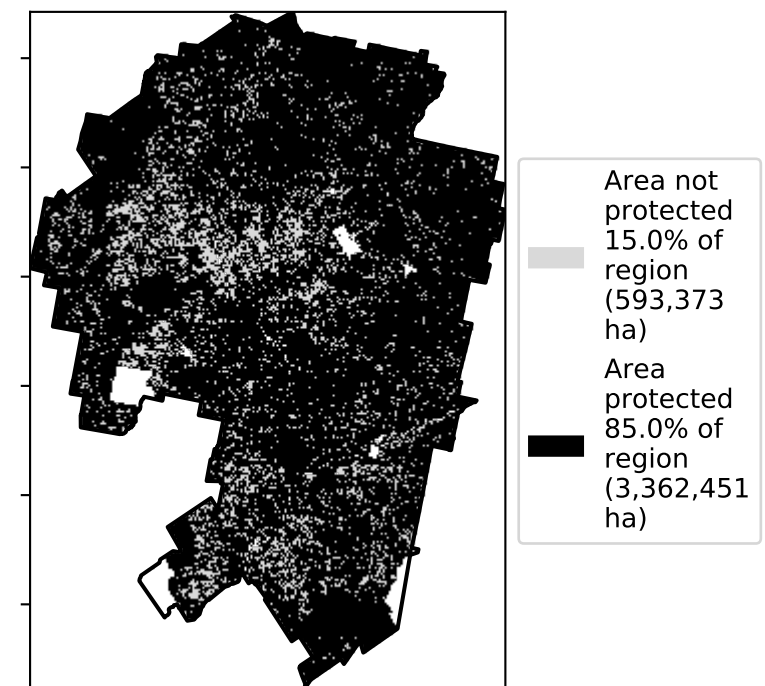 Area not
protected
15.0% of
region
(593,373
ha)
Area
protected
85.0% of
region
(3,362,451
ha)